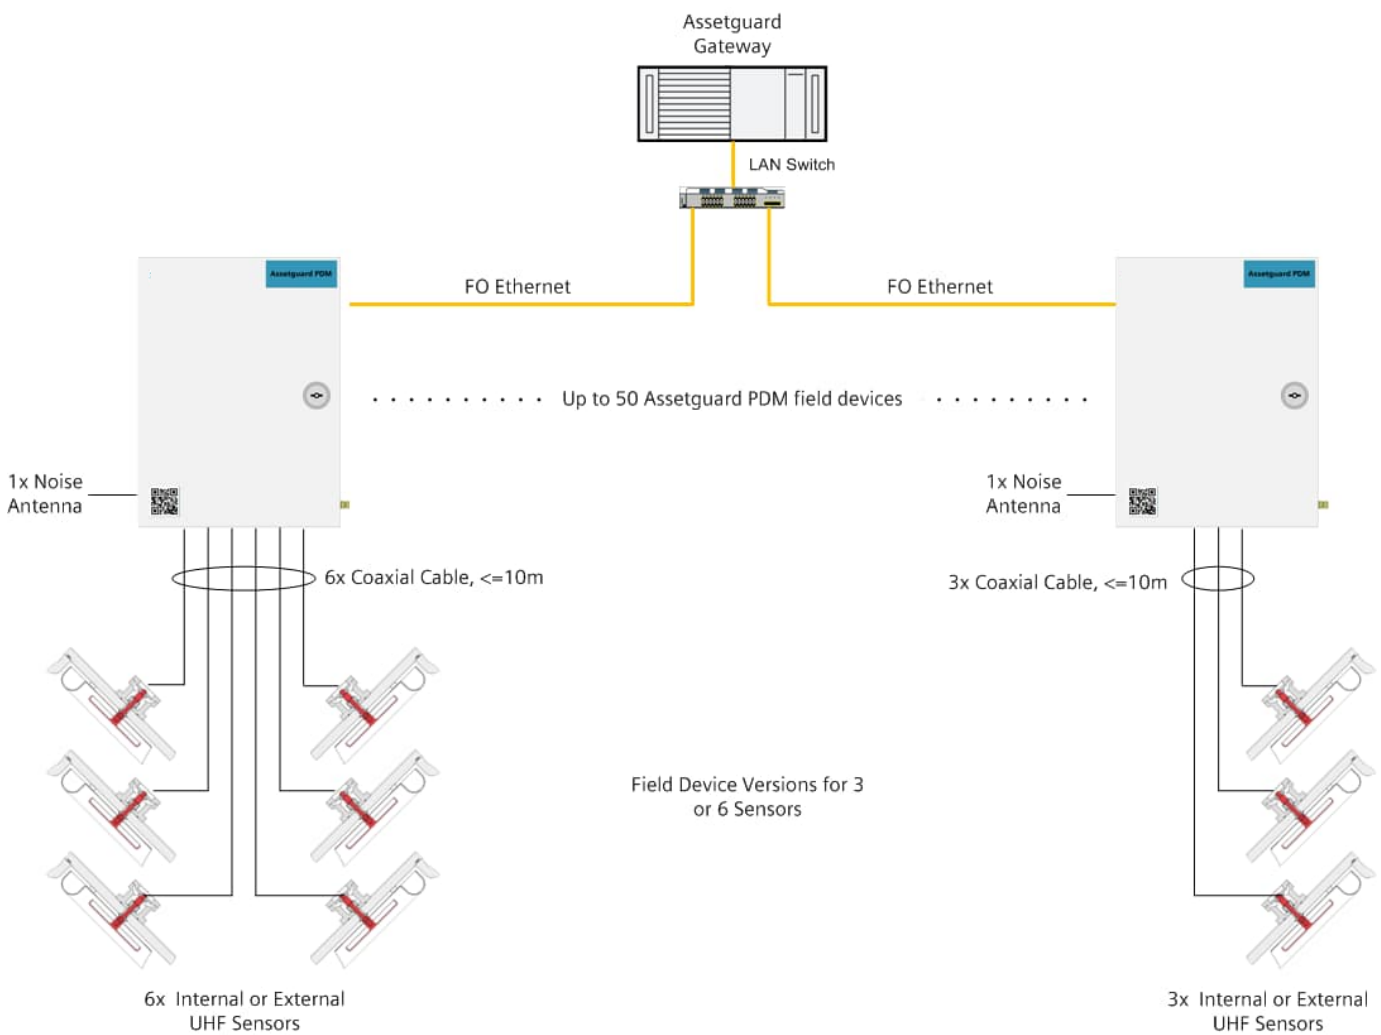 Assetguard
Gateway
LAN Switch
Assetguard PDM
FO Ethernet
FO Ethernet
Assetguard PDM
Up to 50 Assetguard PDM field devices
1x Noise
Antenna
1x Noise
Antenna
6x Coaxial Cable, <=10m
3x Coaxial Cable, <=10m
Field Device Versions for 3
or 6 Sensors
6x Internal or External
UHF Sensors
3x Internal or External
UHF Sensors